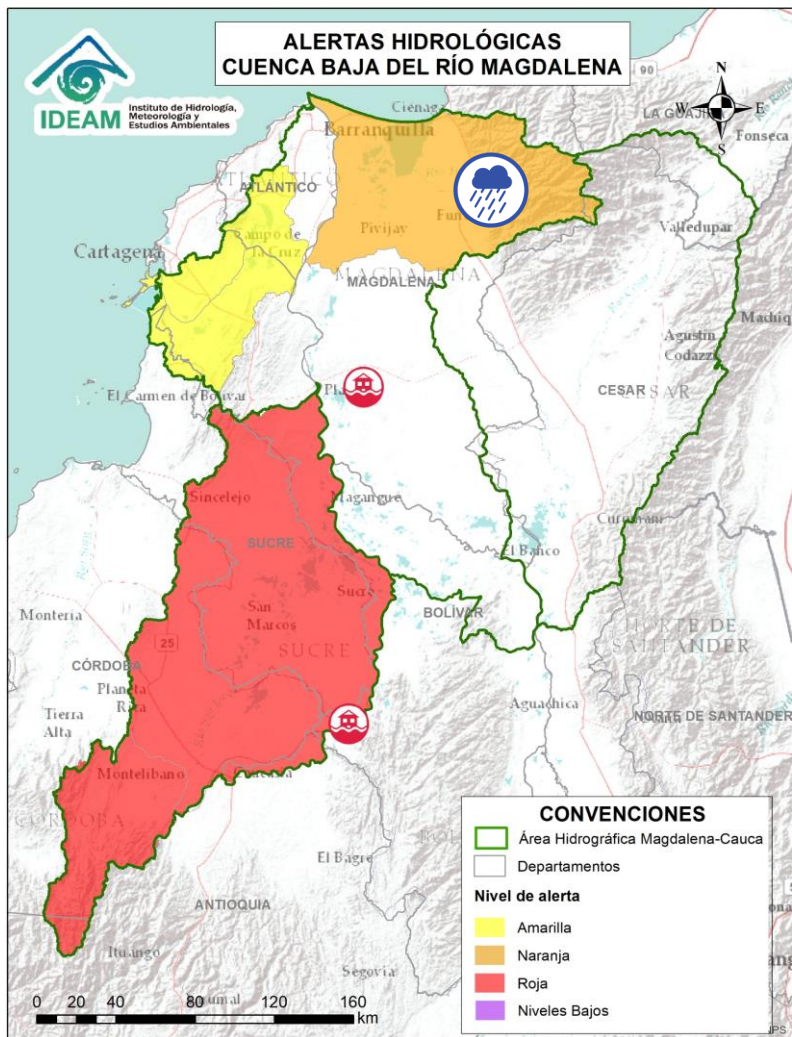 ALERTAS HIDROLÓGICAS
CUENCA BAJA DEL RÍO MAGDALENA
IDEAM
Instituto de Hidrología,
Meteorología y
Estudios Ambientales
N
W
E
S
90
Ciénaga
LA GUAJIRA
Barranquilla
Fonseca
ATLÁNTICO
Valledupar
Campo de
la Cruz
Pivijay
Cartagena
MAGDALENA
MAGDALENA
Agustín
Codazzi
El Carmen de Bolívar
CESAR
CESAR
Sincelejo
Magangue
SUCRE
Curumaní
El Banco
Sucre
San
Marcos
BOLÍVAR
Montería
SUCRE
NORTE DE
SANTANDER
25
CÓRDOBA
Planeta
Rica
Aguachica
Tierra
Alta
NORTE DE SANTANDER
Montelibano
Caucasia
CÓRDOBA
El Bagre
ANTIOQUIA
Ituango
Segovia
0 20 40 80 120 160
km
CONVENCIONES
Área Hidrográfica Magdalena-Cauca
Departamentos
Nivel de alerta
Amarilla
Naranja
Roja
Niveles Bajos